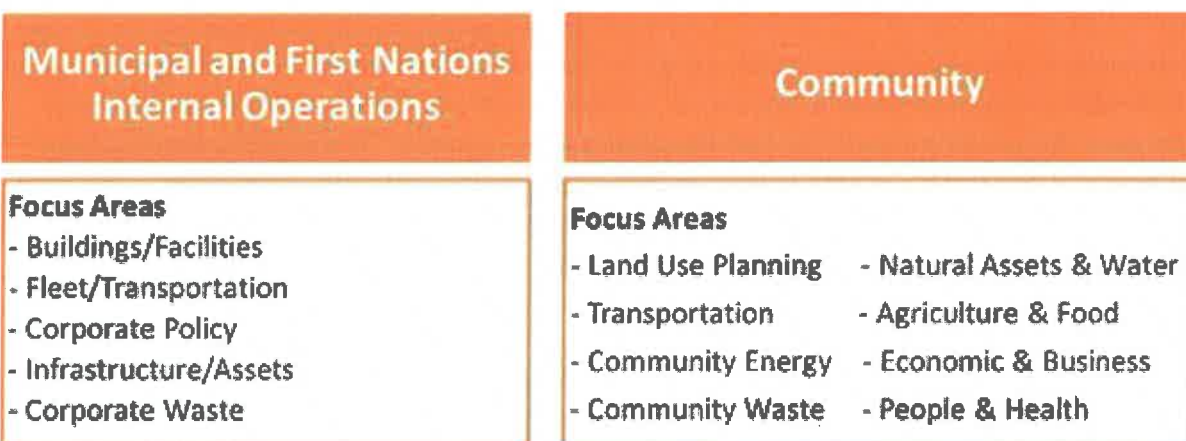 Municipal and First Nations
Internal Operations
Community
Focus Areas
- Buildings/Facilities
- Fleet/Transportation
- Corporate Policy
- Infrastructure/Assets
- Corporate Waste
Focus Areas
- Land Use Planning
- Transportation
- Community Energy
- Community Waste
- Natural Assets & Water
- Agriculture & Food
- Economic & Business
- People & Health